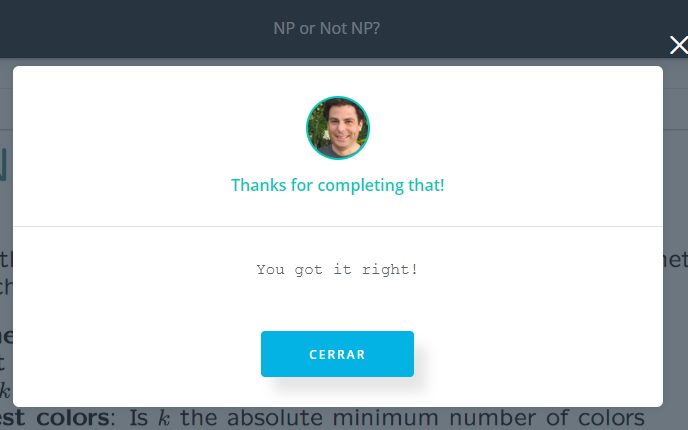 NP or Not NP?
Thanks for completing that!
You got it right!
CERRAR
k
est colors: Is k the absolute minimum number of colors